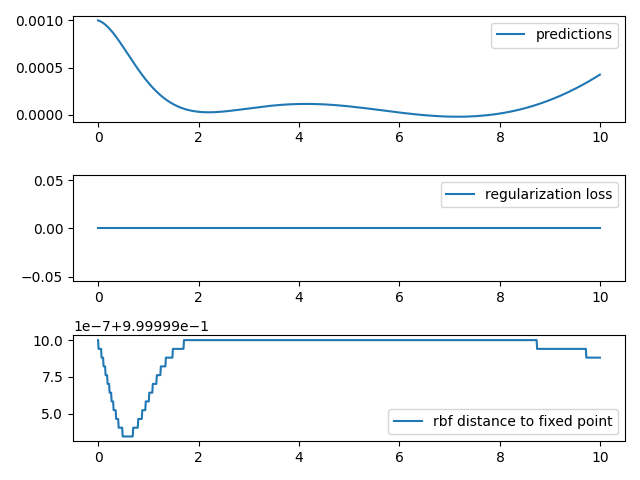 0.0010
0.0005
0.0000
predictions
0 2 4 6 8 10
0.05
0.00
−0.05
regularization loss
0 2 4 6 8 10
1e-7+9.99999e-1
10.0
7.5
5.0
rbf distance to fixed point
0 2 4 6 8 10